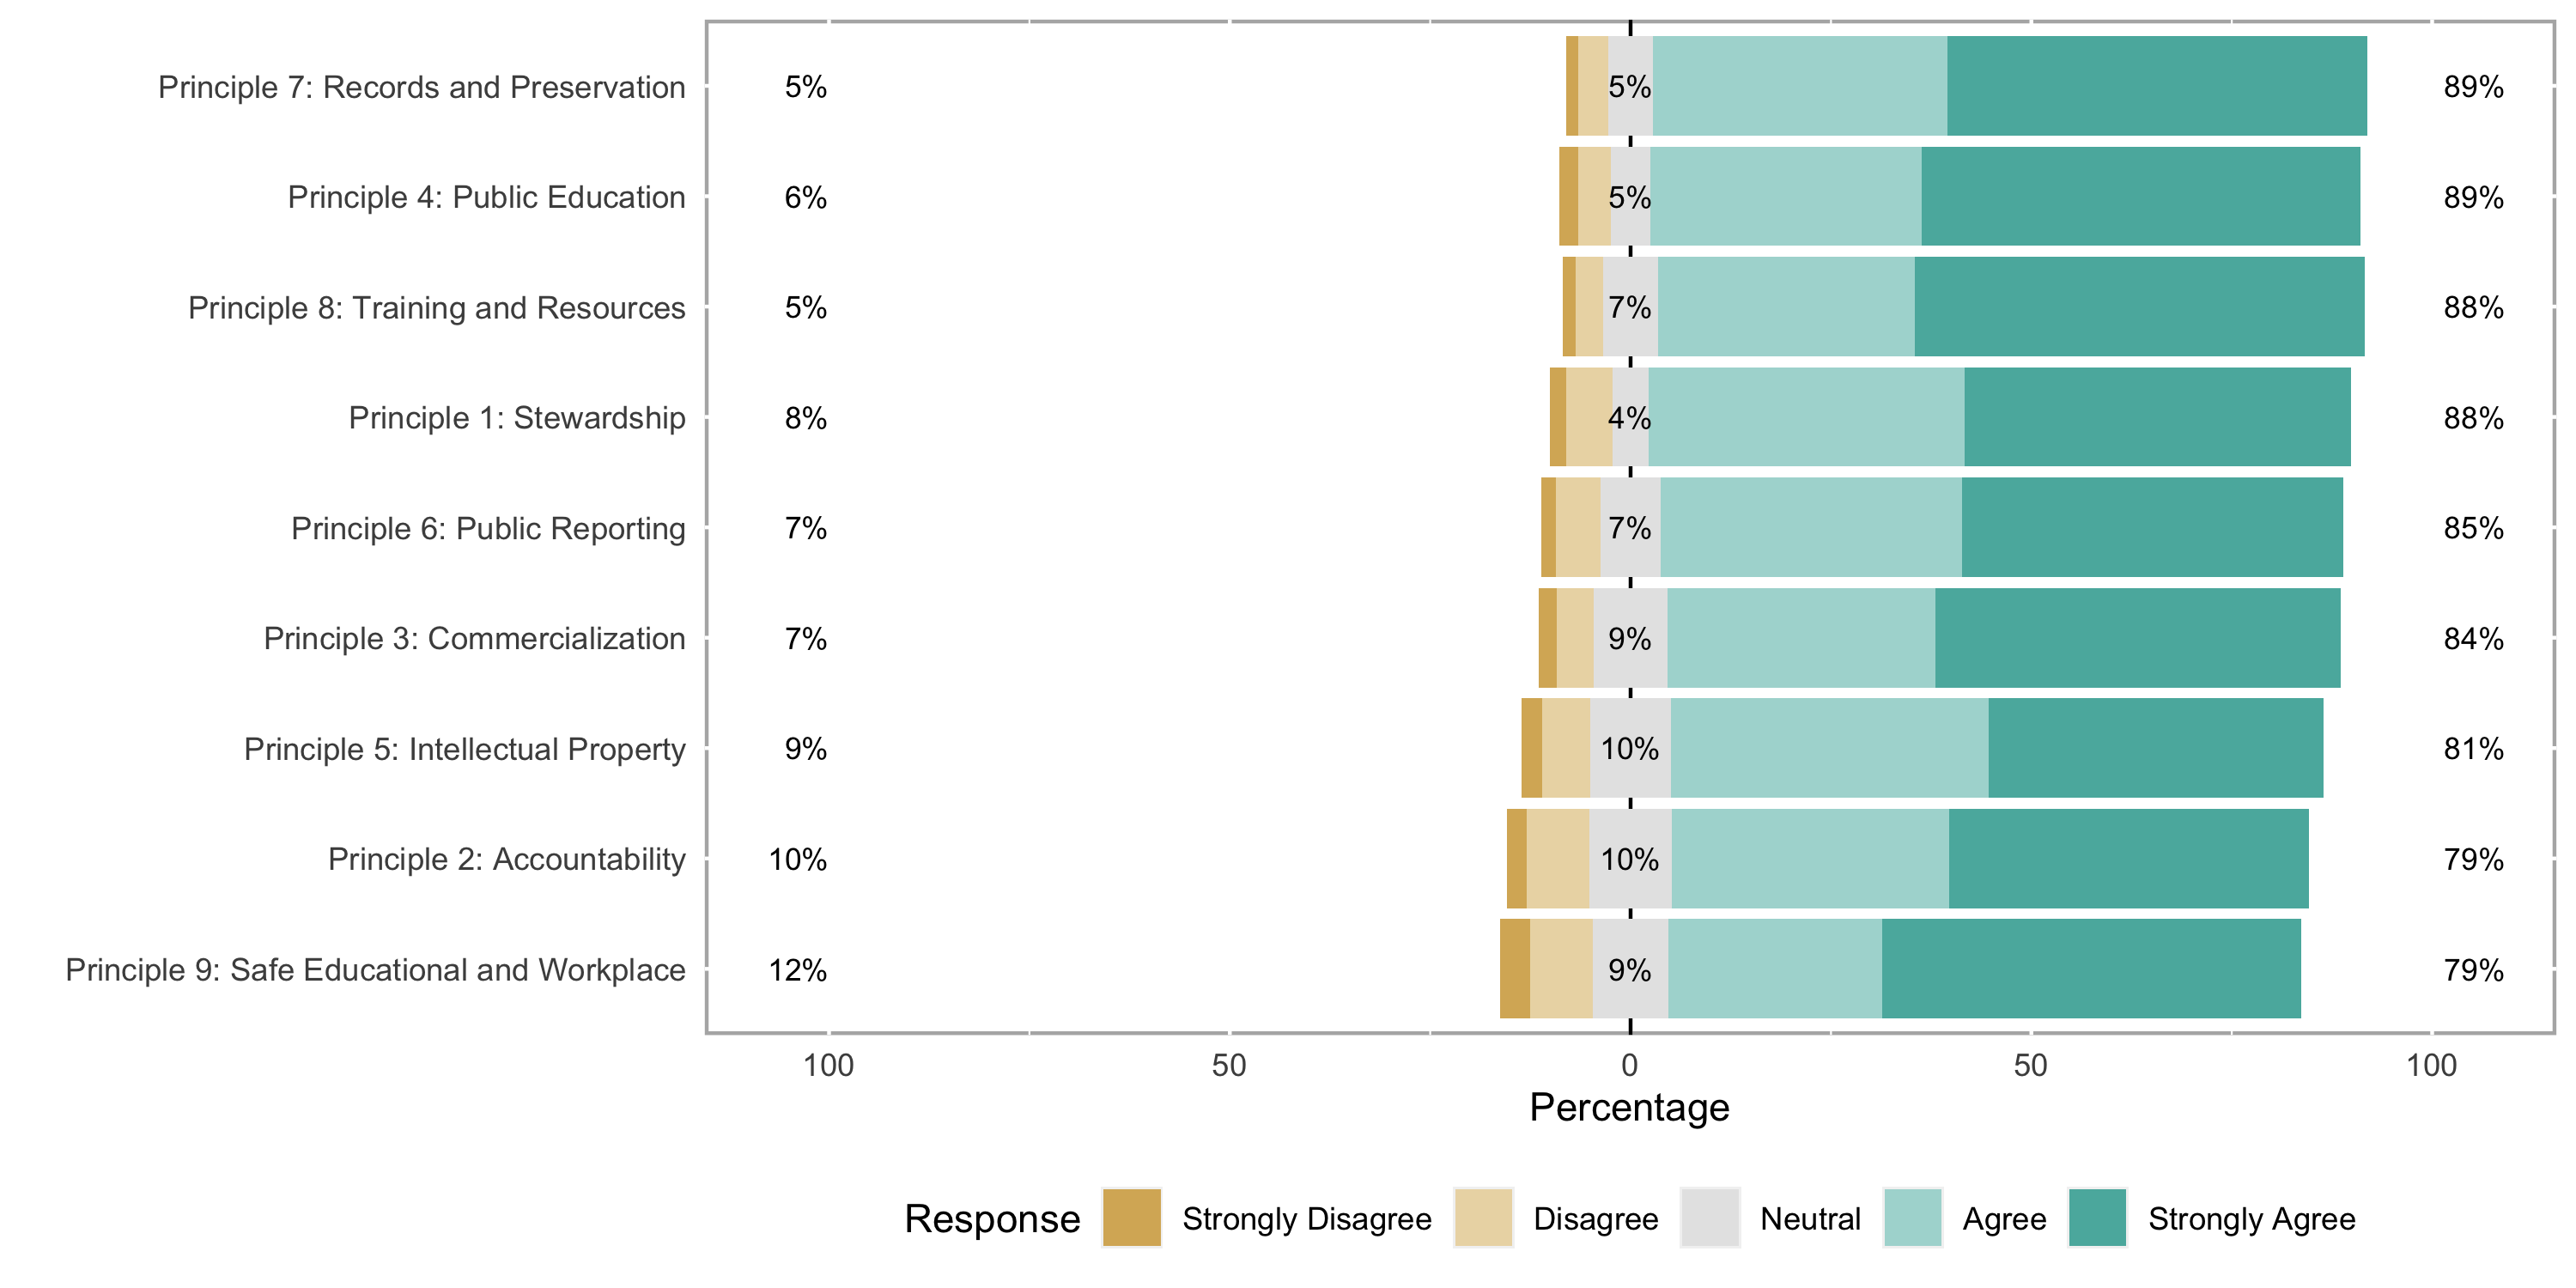 Principle 7: Records and Preservation 5% 5% 89%
Principle 4: Public Education 6% 5% 89%
Principle 8: Training and Resources 5% 7% 88%
Principle 1: Stewardship 8% 4% 88%
Principle 6: Public Reporting 7% 7% 85%
Principle 3: Commercialization 7% 9% 84%
Principle 5: Intellectual Property 9% 10% 81%
Principle 2: Accountability 10% 10% 79%
Principle 9: Safe Educational and Workplace 12% 9% 79%
100 50 0 50 100
Percentage
Response Strongly Disagree Disagree Neutral Agree Strongly Agree